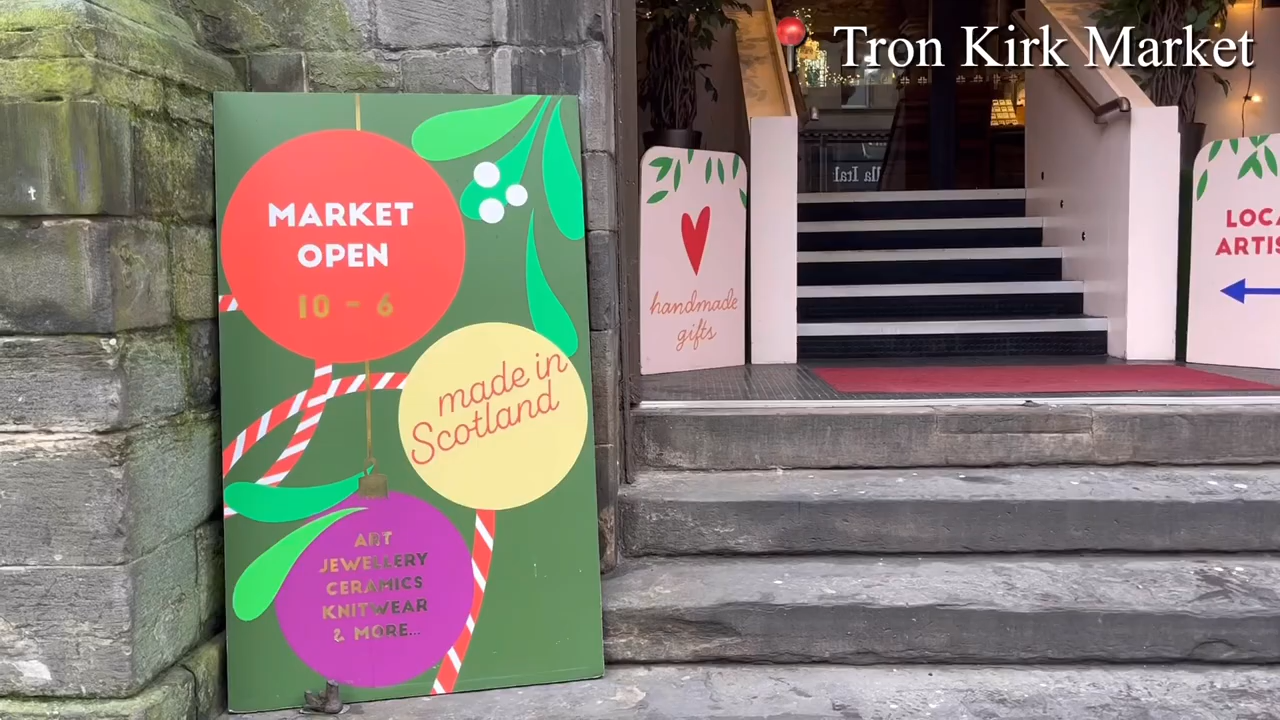 Tron Kirk Market
MARKET
OPEN
10 - 6
made in
Scotland
ART
JEWELLERY
CERAMICS
KNITWEAR
& MORE...
handmade
gifts
LOCA
ARTIS